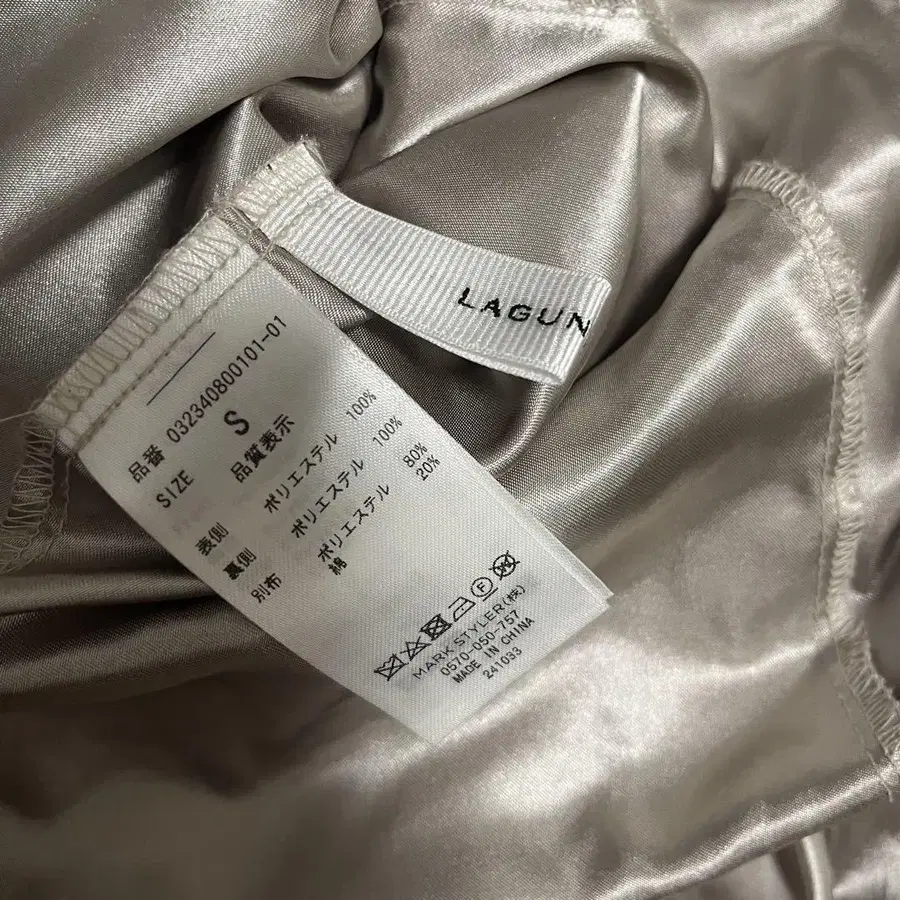 LAGUN
品番 032340800101-01
SIZE S
品質表示
表側 ポリエステル 100%
裏側 ポリエステル 100%
別布 ポリエステル 80%
綿 20%
MARK STYLER(株)
0570-050-757
MADE IN CHINA
241033